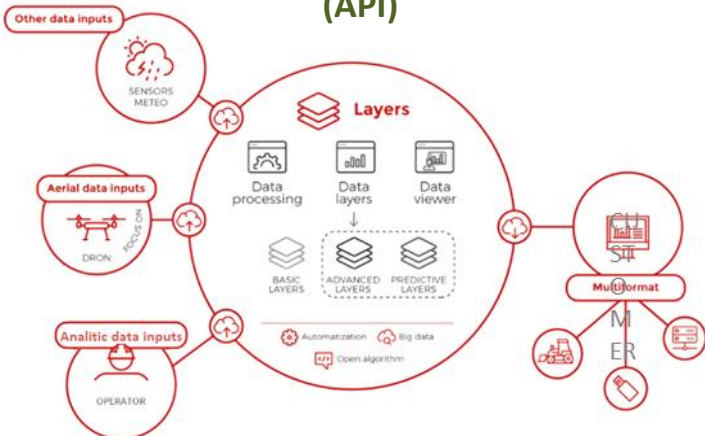 (API)
Other data inputs
SENSORS
METEO
Aerial data inputs
FOCUS ON
DRON
Analitic data inputs
OPERATOR
Layers
Data
processing
Data
layers
Data
viewer
BASIC
LAYERS
ADVANCED
LAYERS
PREDICTIVE
LAYERS
Automatization
Big data
Open algorithm
CU
ST
O
M
ER
Multiformat